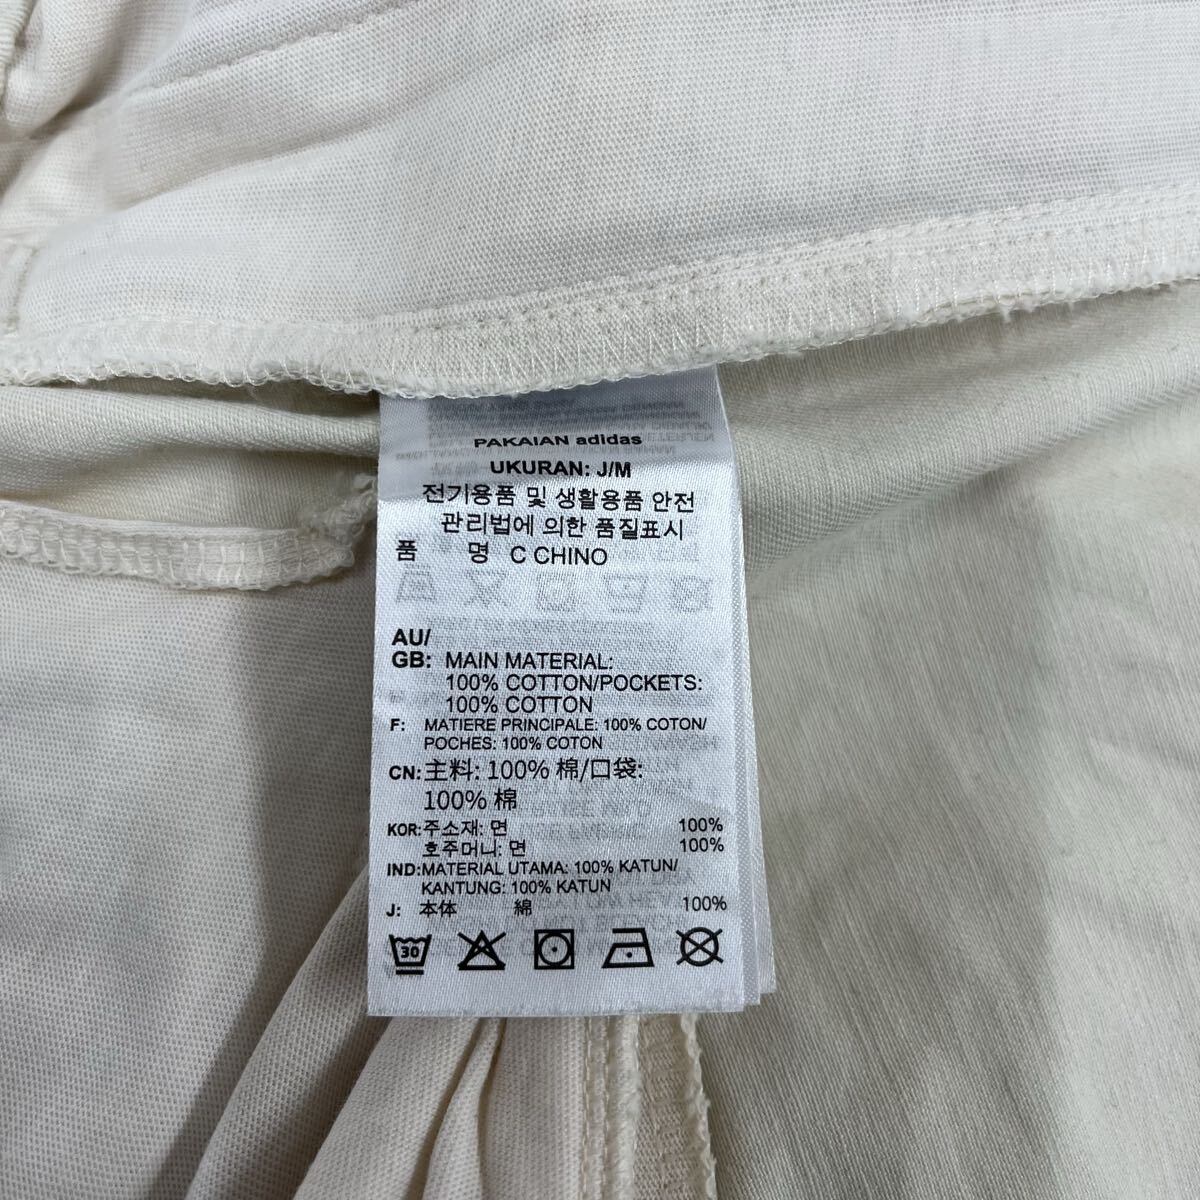 PAKAIAN adidas
UKURAN: J/M
전기용품 및 생활용품 안전
관리법에 의한 품질표시
품 명 C CHINO
AU/
GB: MAIN MATERIAL:
100% COTTON/POCKETS:
100% COTTON
F: MATIERE PRINCIPALE: 100% COTON/
POCHES: 100% COTON
CN: 主料: 100% 棉/口袋:
100% 棉
KOR: 주소재: 면 100%
호주머니: 면 100%
IND: MATERIAL UTAMA: 100% KATUN/
KANTUNG: 100% KATUN
J: 本体 綿 100%
30